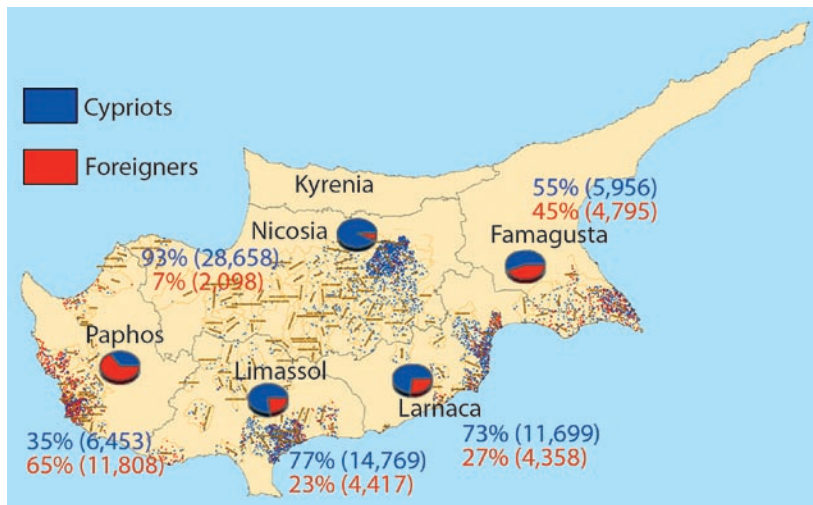 Cypriots
Foreigners
Kyrenia
55% (5,956)
45% (4,795)
Famagusta
Nicosia
93% (28,658)
7% (2,098)
Paphos
35% (6,453)
65% (11,808)
Limassol
77% (14,769)
23% (4,417)
Larnaca
73% (11,699)
27% (4,358)